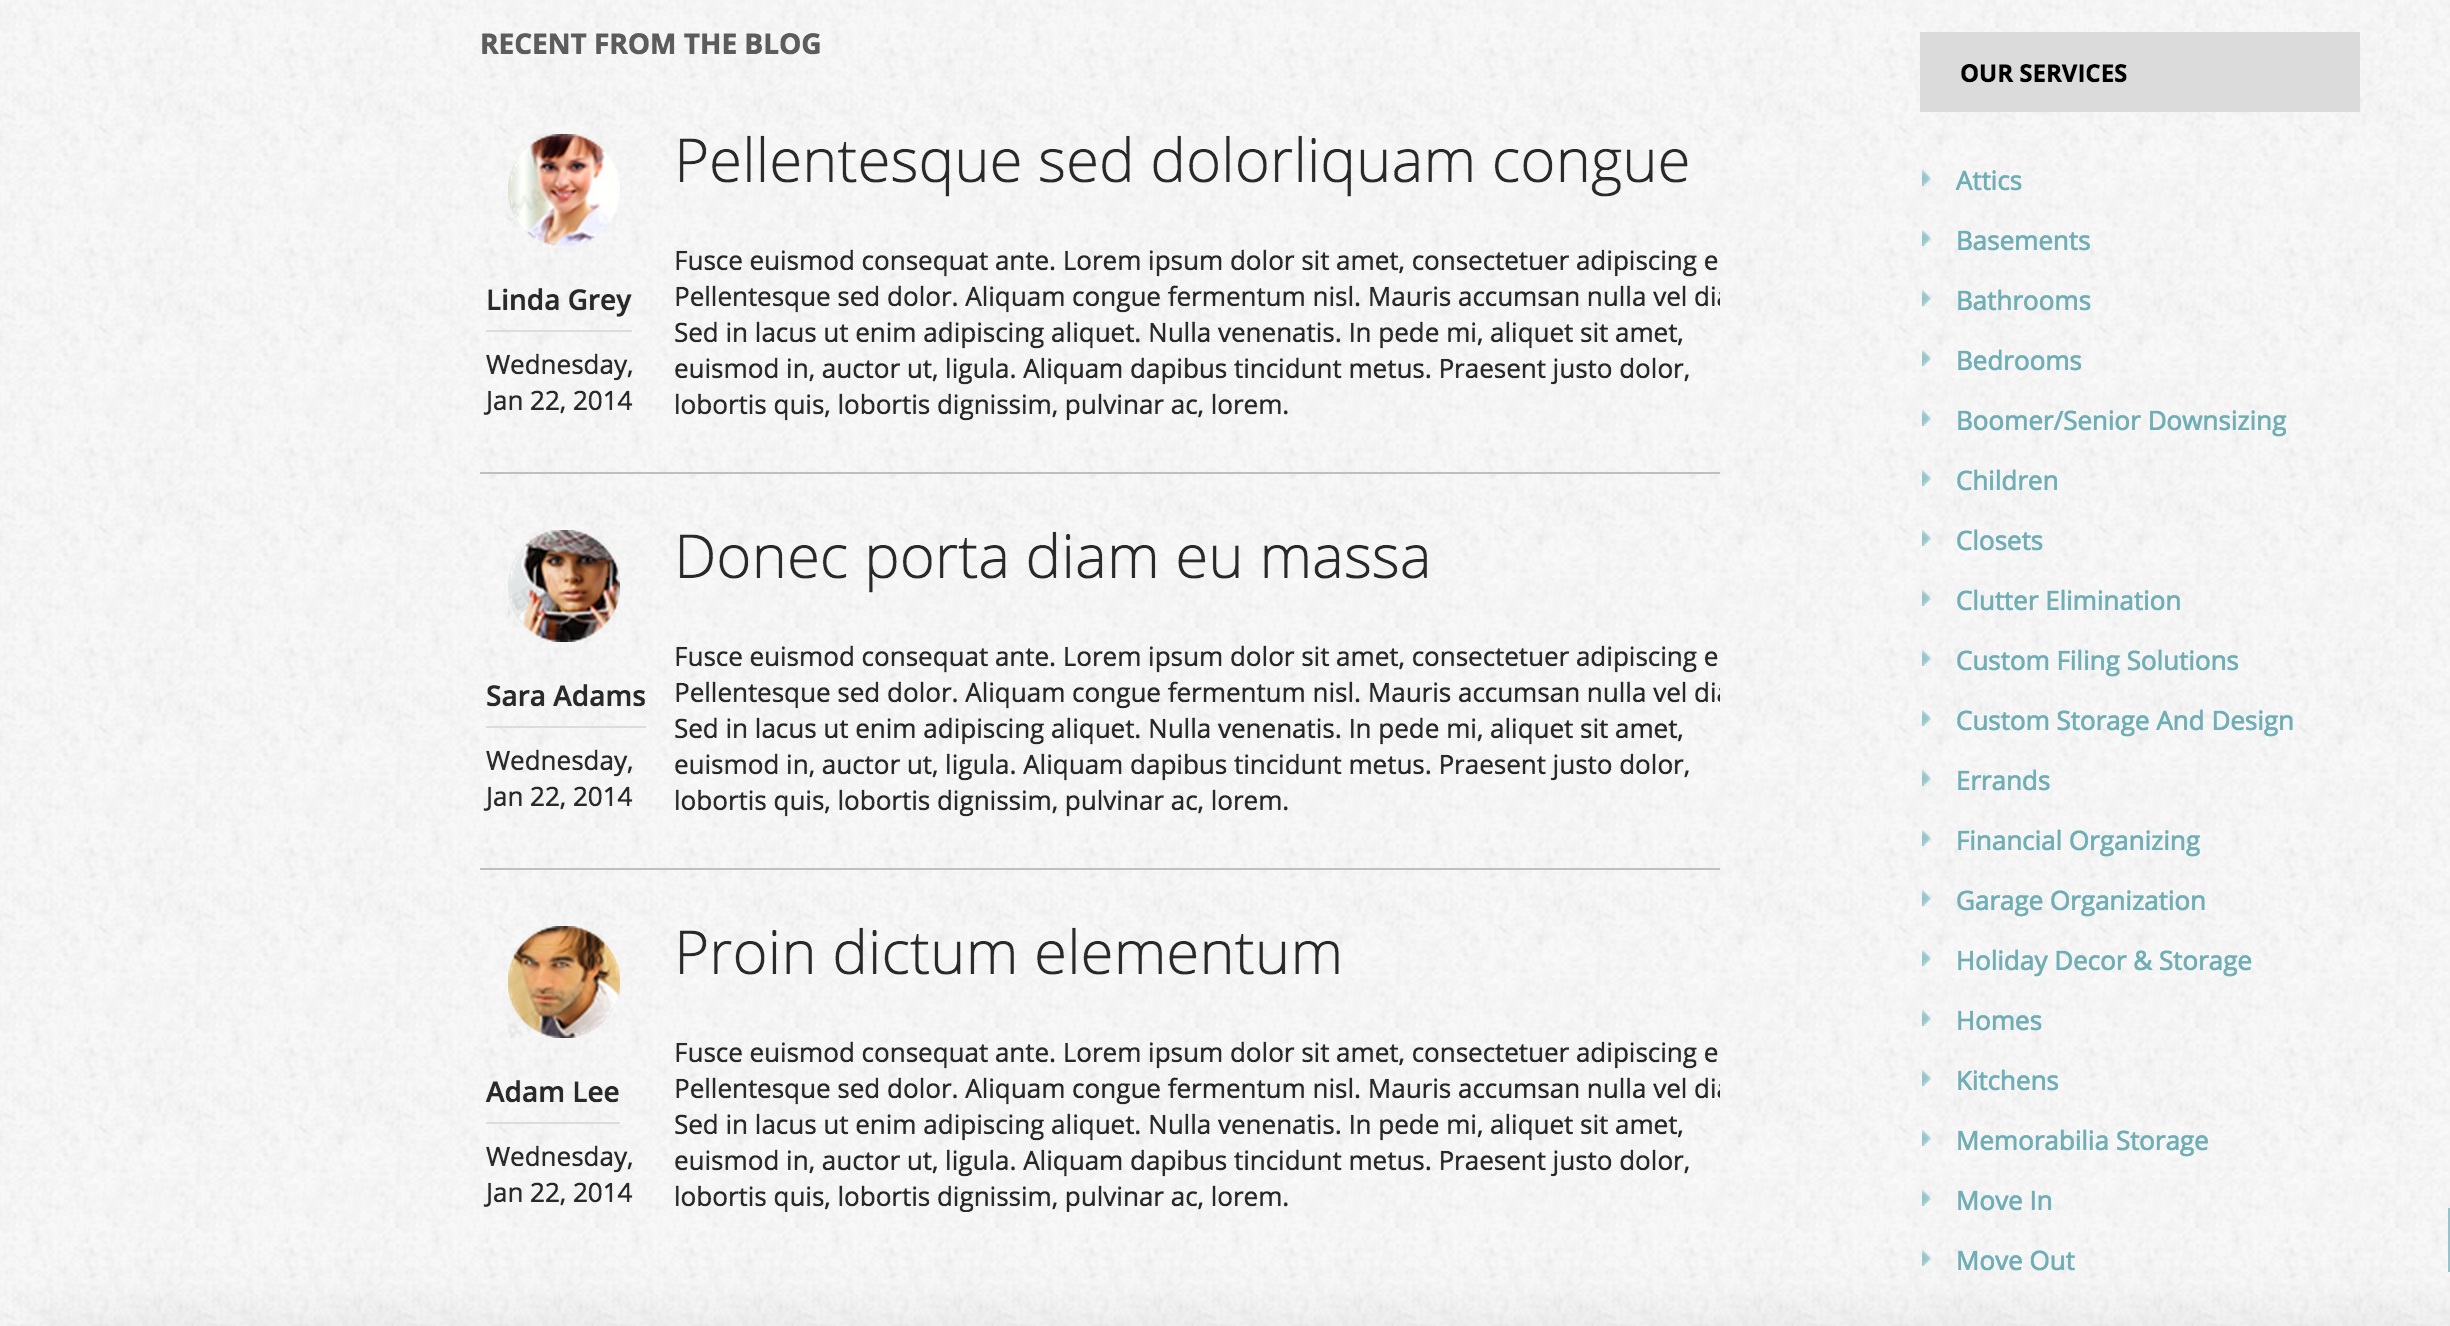 RECENT FROM THE BLOG
Pellentesque sed dolorliquam congue
Linda Grey
Wednesday,
Jan 22, 2014
Fusce euismod consequat ante. Lorem ipsum dolor sit amet, consectetuer adipiscing e
Pellentesque sed dolor. Aliquam congue fermentum nisl. Mauris accumsan nulla vel dia
Sed in lacus ut enim adipiscing aliquet. Nulla venenatis. In pede mi, aliquet sit amet,
euismod in, auctor ut, ligula. Aliquam dapibus tincidunt metus. Praesent justo dolor,
lobortis quis, lobortis dignissim, pulvinar ac, lorem.
Donec porta diam eu massa
Sara Adams
Wednesday,
Jan 22, 2014
Fusce euismod consequat ante. Lorem ipsum dolor sit amet, consectetuer adipiscing e
Pellentesque sed dolor. Aliquam congue fermentum nisl. Mauris accumsan nulla vel dia
Sed in lacus ut enim adipiscing aliquet. Nulla venenatis. In pede mi, aliquet sit amet,
euismod in, auctor ut, ligula. Aliquam dapibus tincidunt metus. Praesent justo dolor,
lobortis quis, lobortis dignissim, pulvinar ac, lorem.
Proin dictum elementum
Adam Lee
Wednesday,
Jan 22, 2014
Fusce euismod consequat ante. Lorem ipsum dolor sit amet, consectetuer adipiscing e
Pellentesque sed dolor. Aliquam congue fermentum nisl. Mauris accumsan nulla vel dia
Sed in lacus ut enim adipiscing aliquet. Nulla venenatis. In pede mi, aliquet sit amet,
euismod in, auctor ut, ligula. Aliquam dapibus tincidunt metus. Praesent justo dolor,
lobortis quis, lobortis dignissim, pulvinar ac, lorem.
OUR SERVICES
Attics
Basements
Bathrooms
Bedrooms
Boomer/Senior Downsizing
Children
Closets
Clutter Elimination
Custom Filing Solutions
Custom Storage And Design
Errands
Financial Organizing
Garage Organization
Holiday Decor & Storage
Homes
Kitchens
Memorabilia Storage
Move In
Move Out